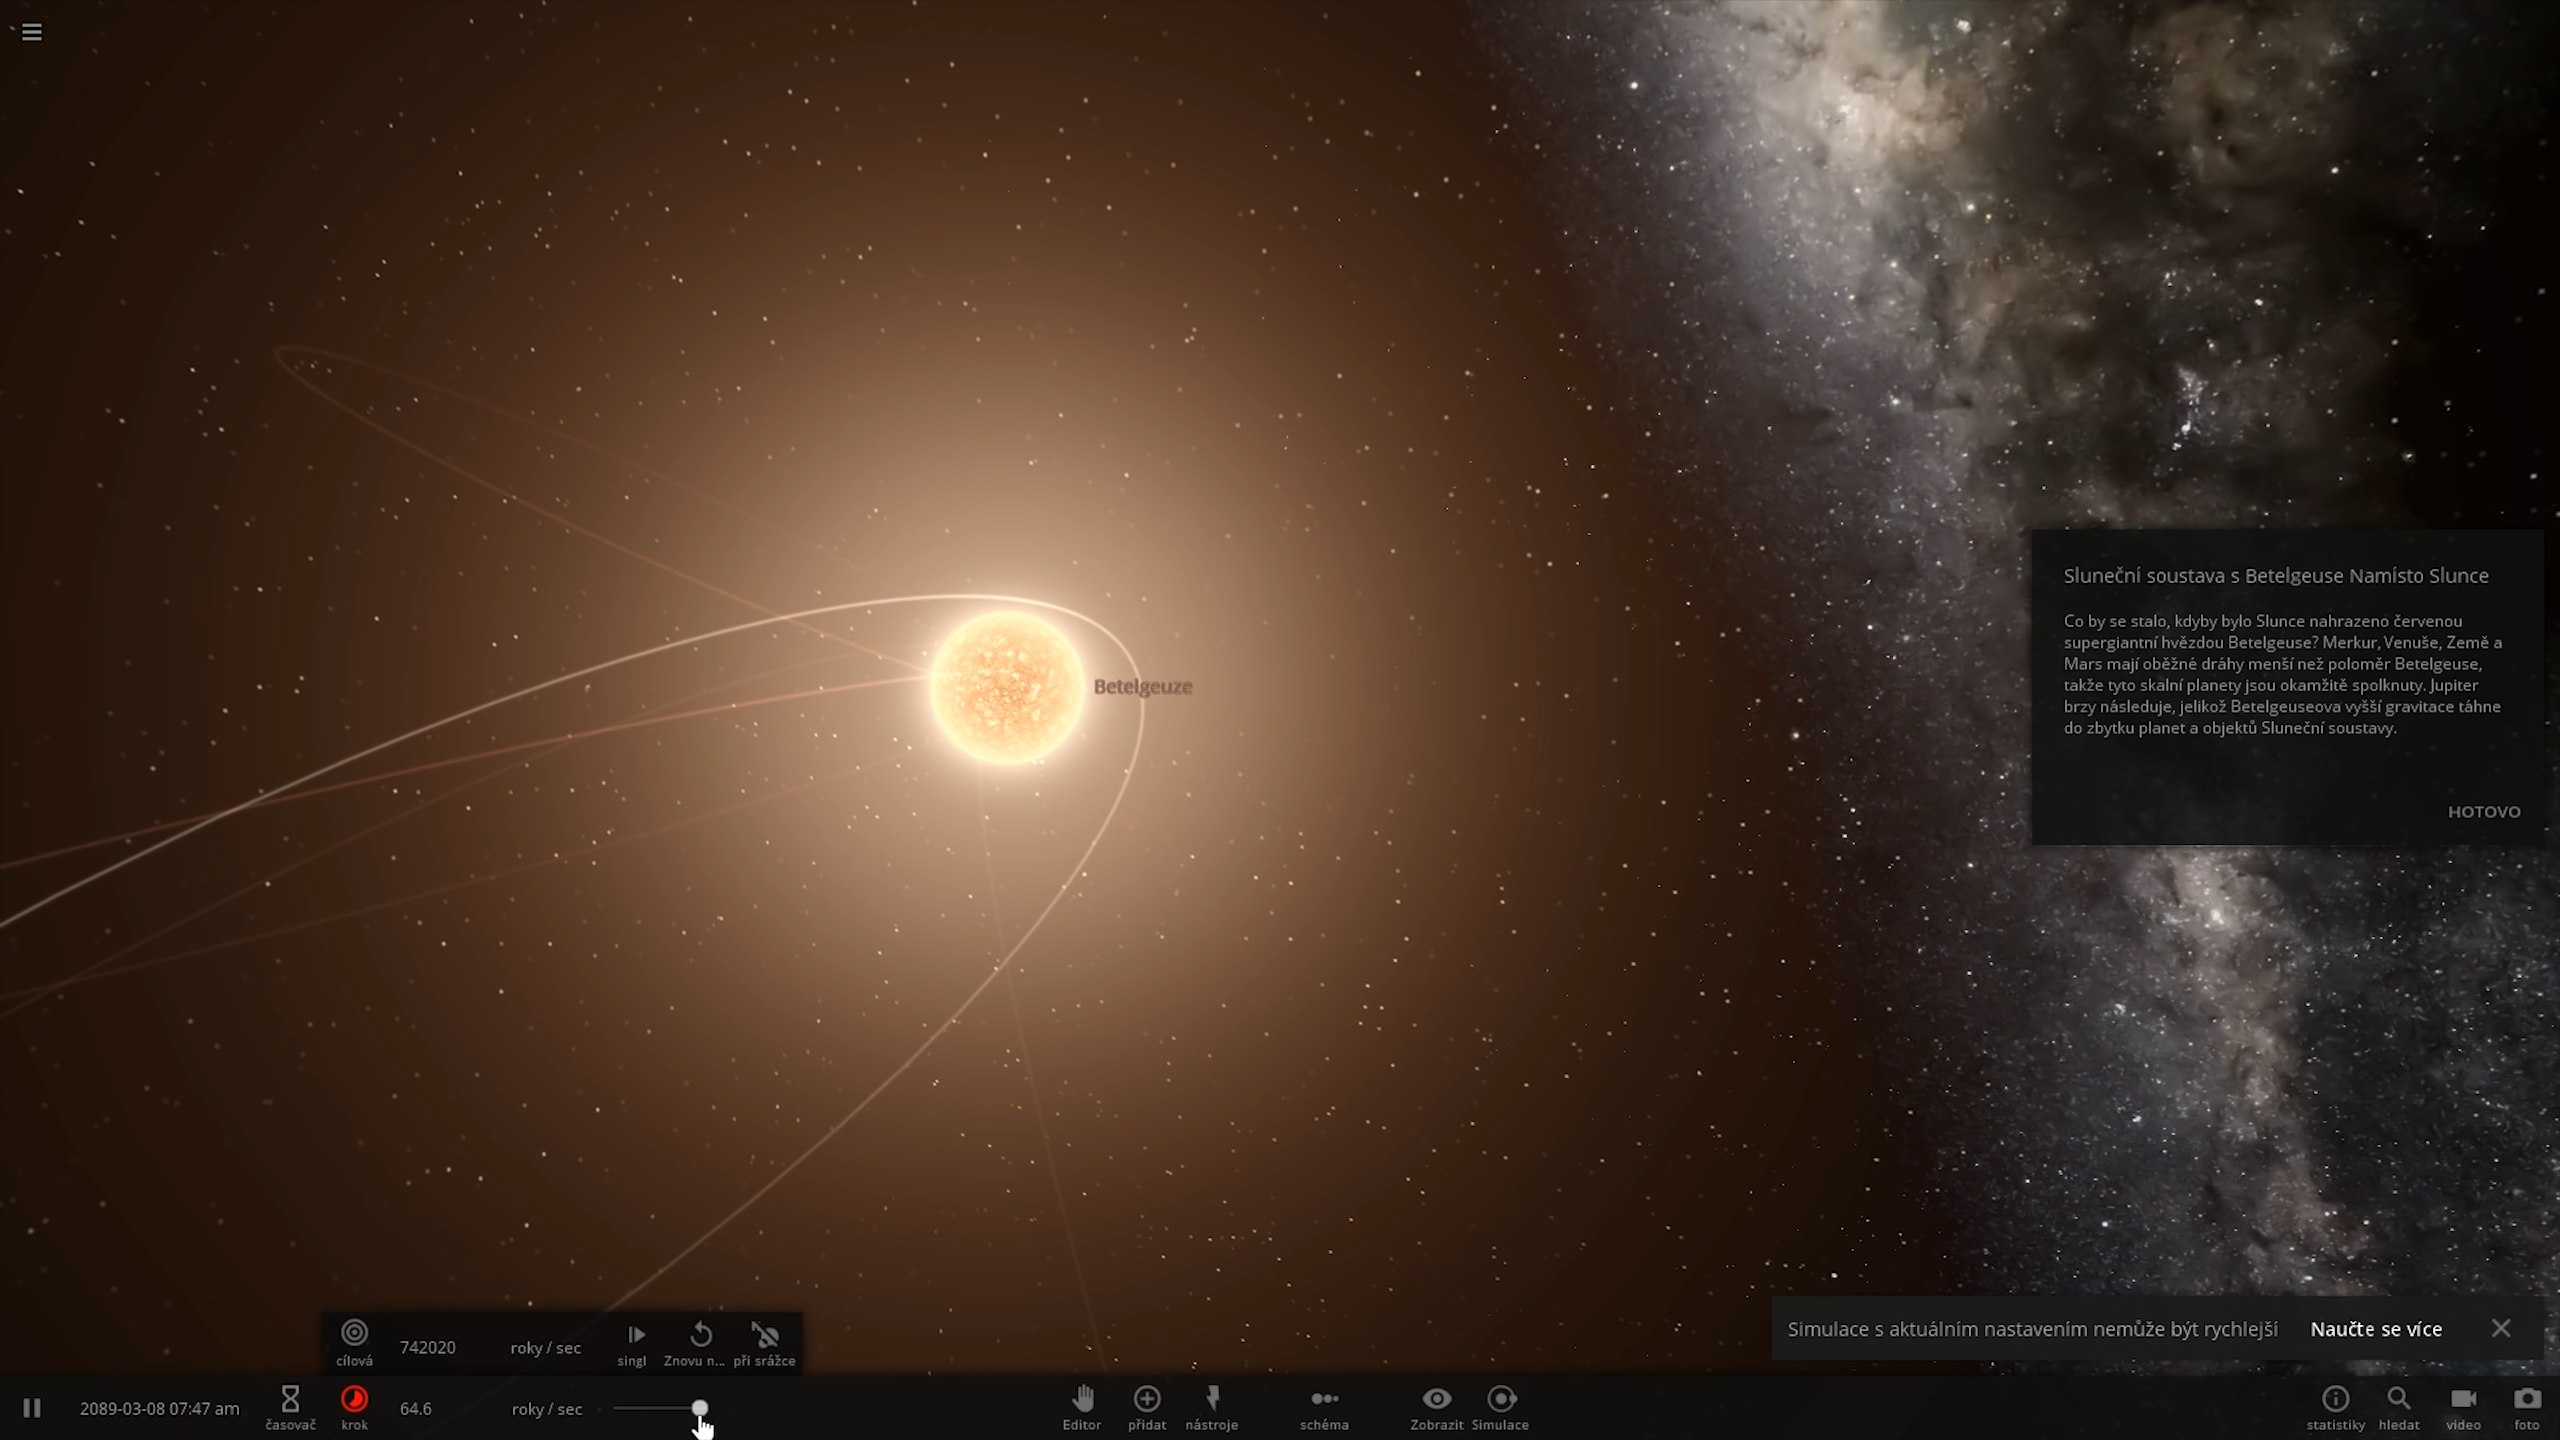 Betelgeuze
Sluneční soustava s Betelgeuse Namísto Slunce
Co by se stalo, kdyby bylo Slunce nahrazeno červenou
supergiantní hvězdou Betelgeuse? Merkur, Venuše, Země a
Mars mají oběžné dráhy menší než poloměr Betelgeuse,
takže tyto skalní planety jsou okamžitě spolknuty. Jupiter
brzy následuje, jelikož Betelgeuseova vyšší gravitace táhne
do zbytku planet a objektů Sluneční soustavy.
HOTOVO
Simulace s aktuálním nastavením nemůže být rychlejší Naučte se více
742020 roky / sec
cílová singl Znovu n... při srážce
2089-03-08 07:47 am 64.6 roky / sec
časovač krok Editor přidat nástroje schéma Zobrazit Simulace statistiky hledat video foto